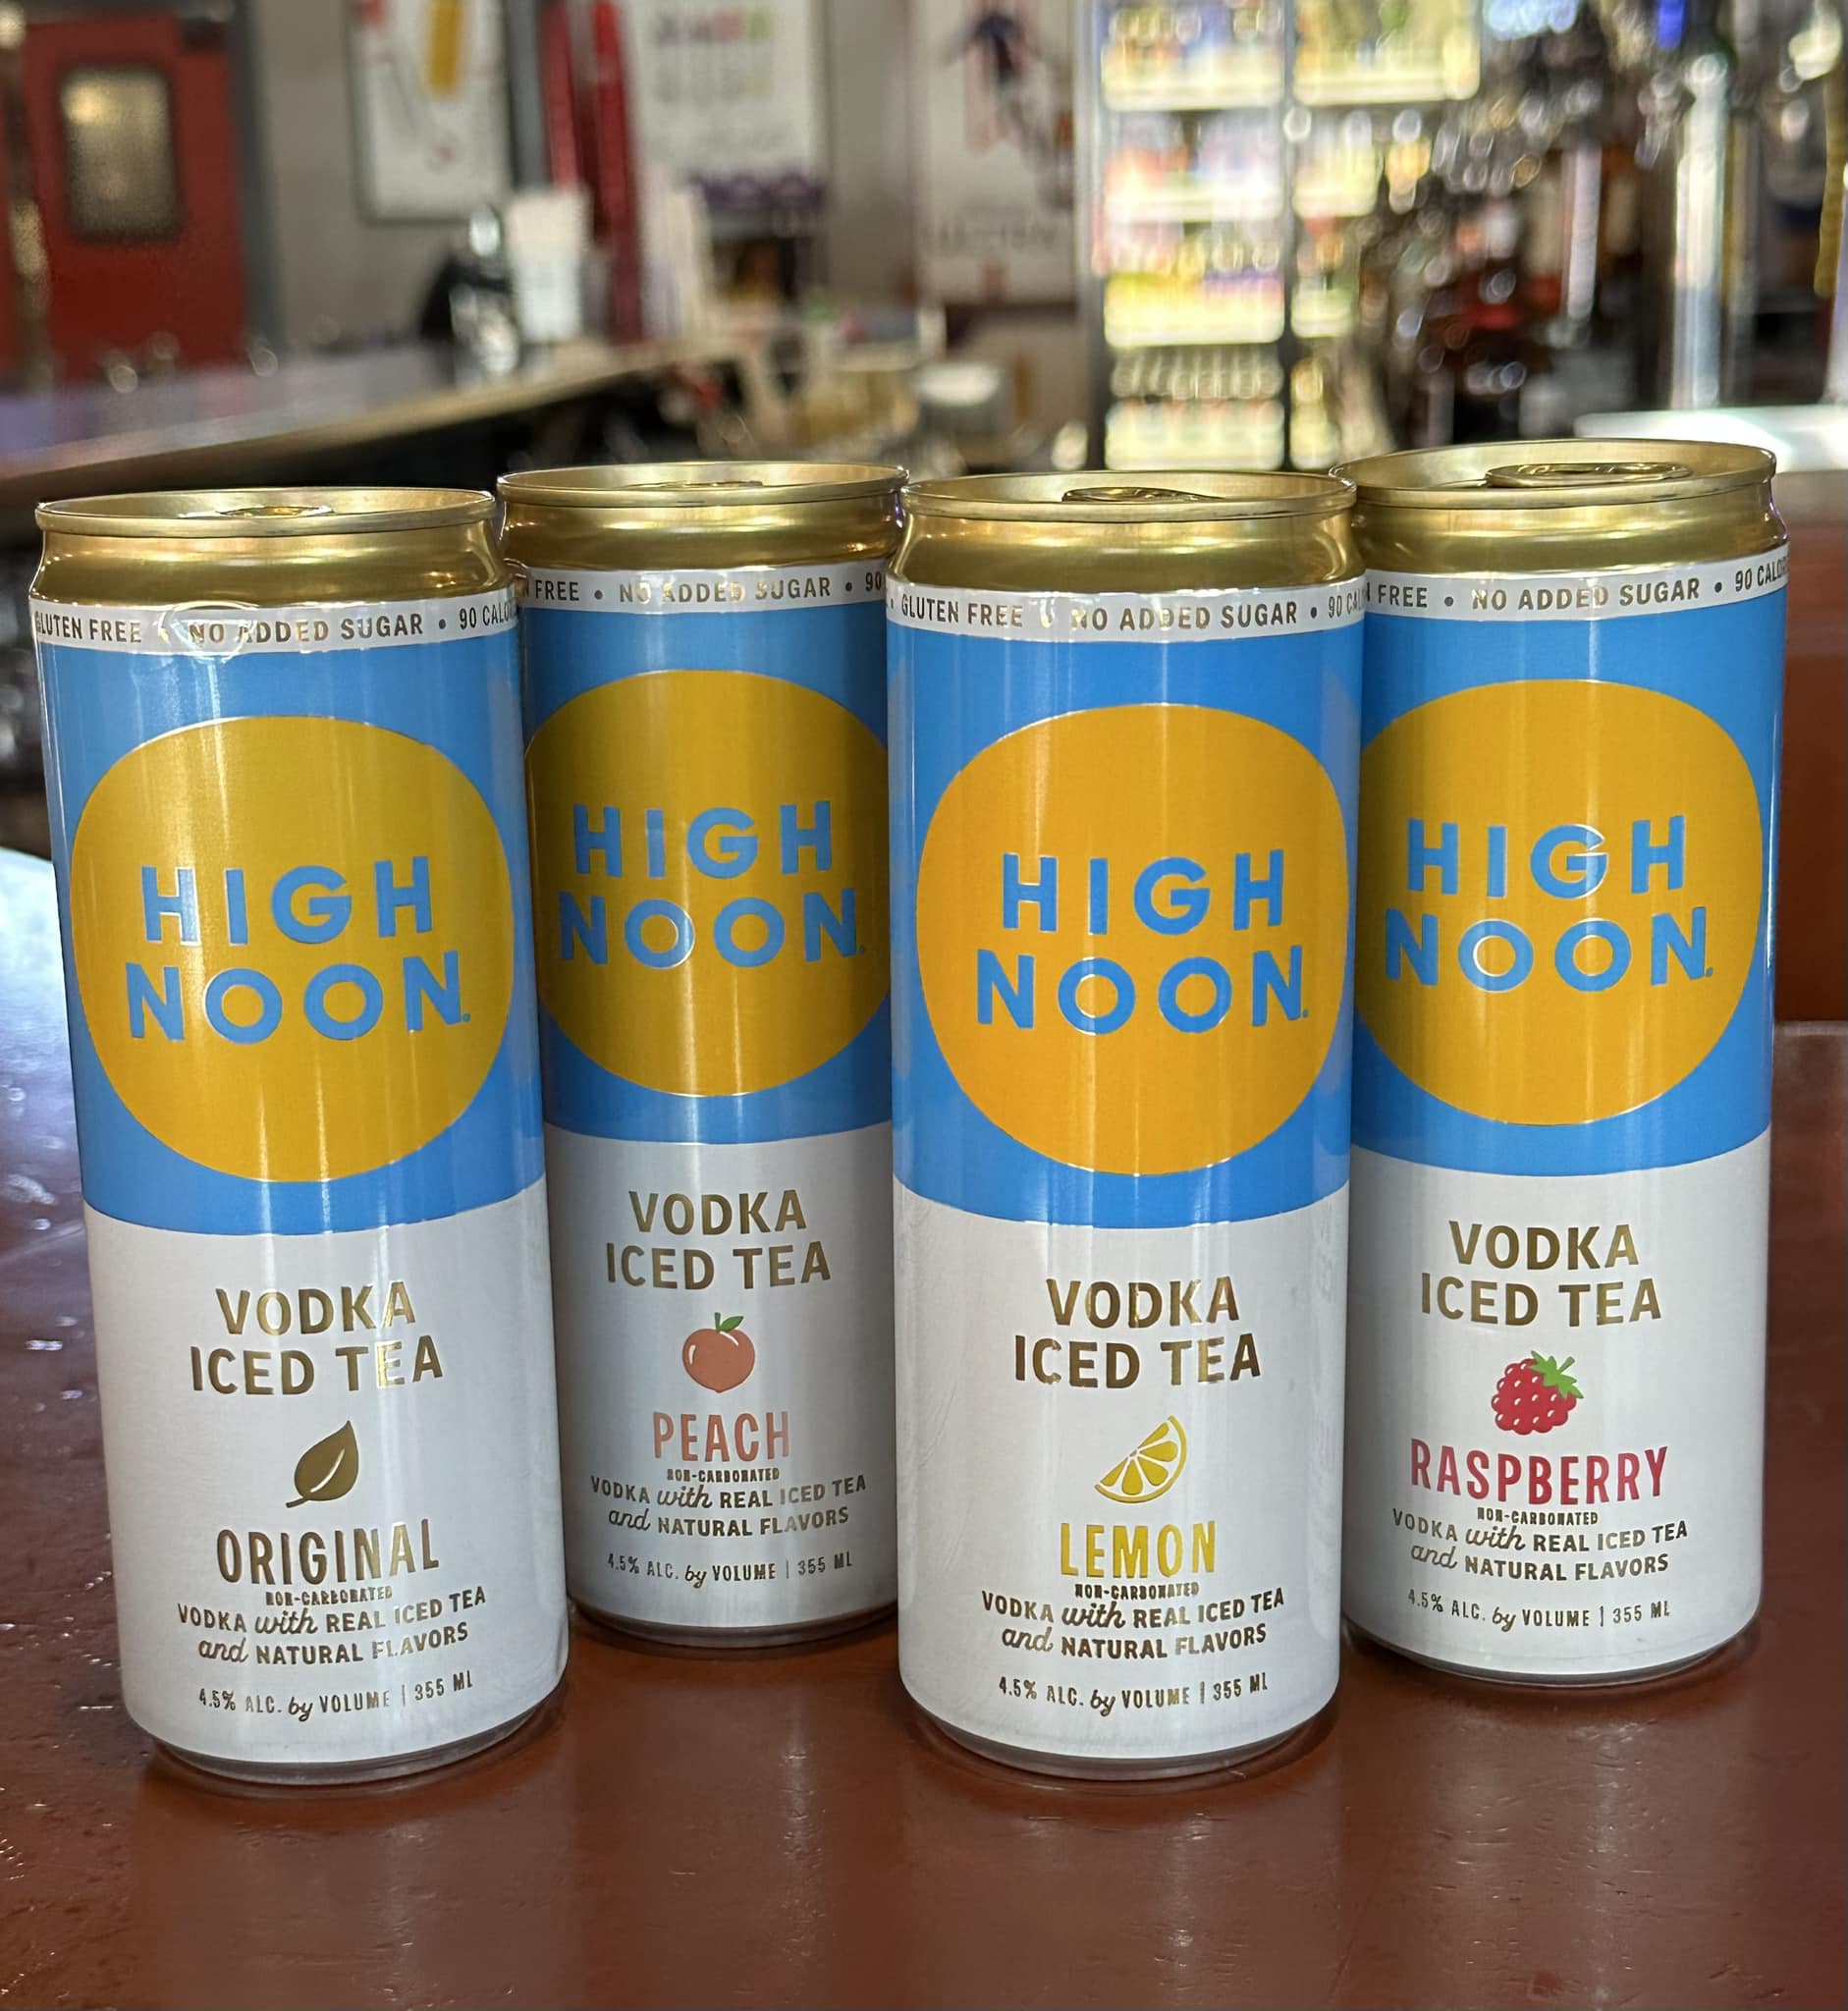 GLUTEN FREE • NO ADDED SUGAR • 90
HIGH
NOON.
VODKA
ICED TEA
ORIGINAL
NON-CARBONATED
VODKA with REAL ICED TEA
and NATURAL FLAVORS
4.5% ALC. by VOLUME | 355 ML
FREE • NO ADDED SUGAR • 90
HIGH
NOON.
VODKA
ICED TEA
PEACH
NON-CARBONATED
VODKA with REAL ICED TEA
and NATURAL FLAVORS
4.5% ALC. by VOLUME | 355 ML
GLUTEN FREE • NO ADDED SUGAR • 90
HIGH
NOON.
VODKA
ICED TEA
LEMON
NON-CARBONATED
VODKA with REAL ICED TEA
and NATURAL FLAVORS
4.5% ALC. by VOLUME | 355 ML
FREE • NO ADDED SUGAR • 90
HIGH
NOON.
VODKA
ICED TEA
RASPBERRY
NON-CARBONATED
VODKA with REAL ICED TEA
and NATURAL FLAVORS
4.5% ALC. by VOLUME | 355 ML